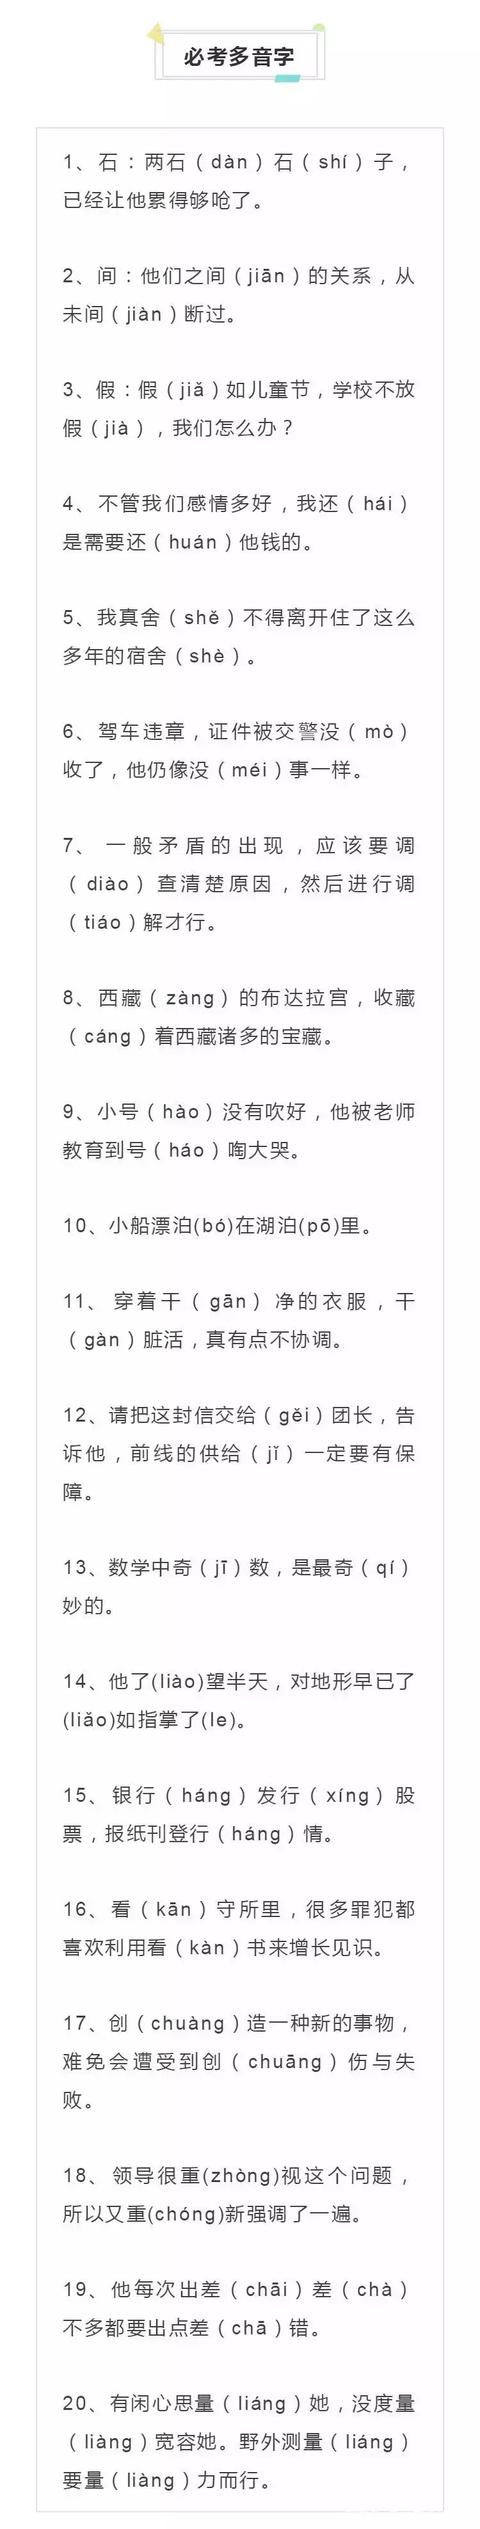 必考多音字
1、石：两石（dàn）石（shí）子，
已经让他累得够呛了。
2、间：他们之间（jiān）的关系，从
未间（jiàn）断过。
3、假：假（jiǎ）如儿童节，学校不放
假（jià），我们怎么办？
4、不管我们感情多好，我还（hái）
是需要还（huán）他钱的。
5、我真舍（shě）不得离开住了这么
多年的宿舍（shè）。
6、驾车违章，证件被交警没（mò）
收了，他仍像没（méi）事一样。
7、一般矛盾的出现，应该要调
（diào）查清楚原因，然后进行调
（tiáo）解才行。
8、西藏（zàng）的布达拉宫，收藏
（cáng）着西藏诸多的宝藏。
9、小号（hào）没有吹好，他被老师
教育到号（háo）啕大哭。
10、小船漂泊(bó)在湖泊(pō)里。
11、穿着干（gān）净的衣服，干
（gàn）脏活，真有点不协调。
12、请把这封信交给（gěi）团长，告
诉他，前线的供给（jǐ）一定要有保
障。
13、数学中奇（jī）数，是最奇（qí）
妙的。
14、他了(liào)望半天，对地形早已了
(liǎo)如指掌了(le)。
15、银行（háng）发行（xíng）股
票，报纸刊登行（háng）情。
16、看（kān）守所里，很多罪犯都
喜欢利用看（kàn）书来增长见识。
17、创（chuàng）造一种新的事物，
难免会遭受到创（chuāng）伤与失
败。
18、领导很重(zhòng)视这个问题，
所以又重(chóng)新强调了一遍。
19、他每次出差（chāi）差（chà）
不多都要出点差（chā）错。
20、有闲心思量（liáng）她，没度量
（liàng）宽容她。野外测量（liáng）
要量（liàng）力而行。